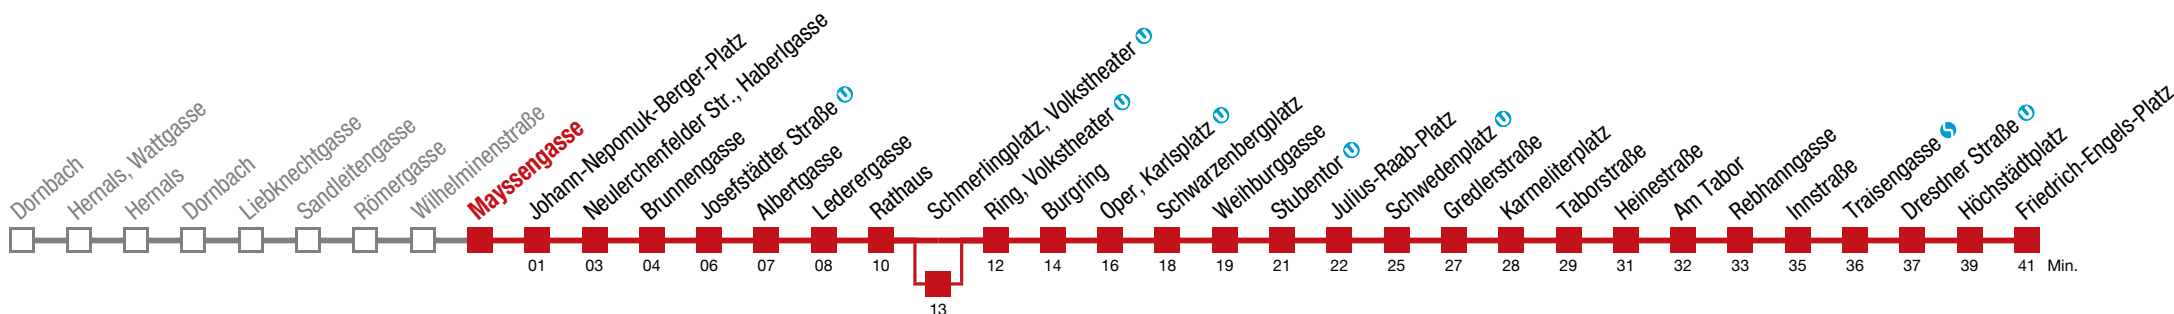 Dornbach
Hernals, Wattgasse
Hernals
Dornbach
Liebknechtgasse
Sandleitengasse
Römergasse
Wilhelminenstraße
Mayssengasse
Johann-Nepomuk-Berger-Platz
Neulerchenfelder Str., Haberlgasse
Brunnengasse
Josefstädter Straße U
Albertgasse
Lederergasse
Rathaus
Schmerlingplatz, Volkstheater U
Ring, Volkstheater U
Burgring
Oper, Karlsplatz U
Schwarzenbergplatz
Weihburggasse
Stubentor U
Julius-Raab-Platz
Schwedenplatz U
Gredlerstraße
Karmeliterplatz
Taborstraße
Heinestraße
Am Tabor
Rebhanngasse
Innstraße
Traisengasse S
Dresdner Straße U
Höchstädtplatz
Friedrich-Engels-Platz
01 03 04 06 07 08 10 12 14 16 18 19 21 22 25 27 28 29 31 32 33 35 36 37 39 41 Min.
13